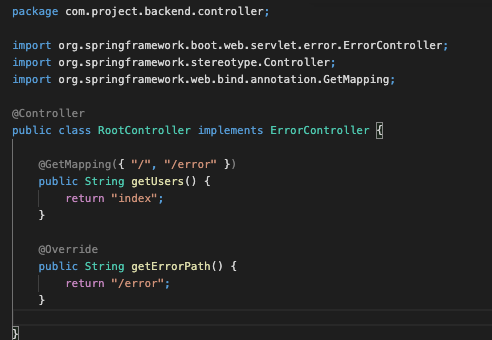 package com.project.backend.controller;
import org.springframework.boot.web.servlet.error.ErrorController;
import org.springframework.stereotype.Controller;
import org.springframework.web.bind.annotation.GetMapping;
@Controller
public class RootController implements ErrorController {
@GetMapping({ "/", "/error" })
public String getUsers() {
return "index";
}
@Override
public String getErrorPath() {
return "/error";
}
}